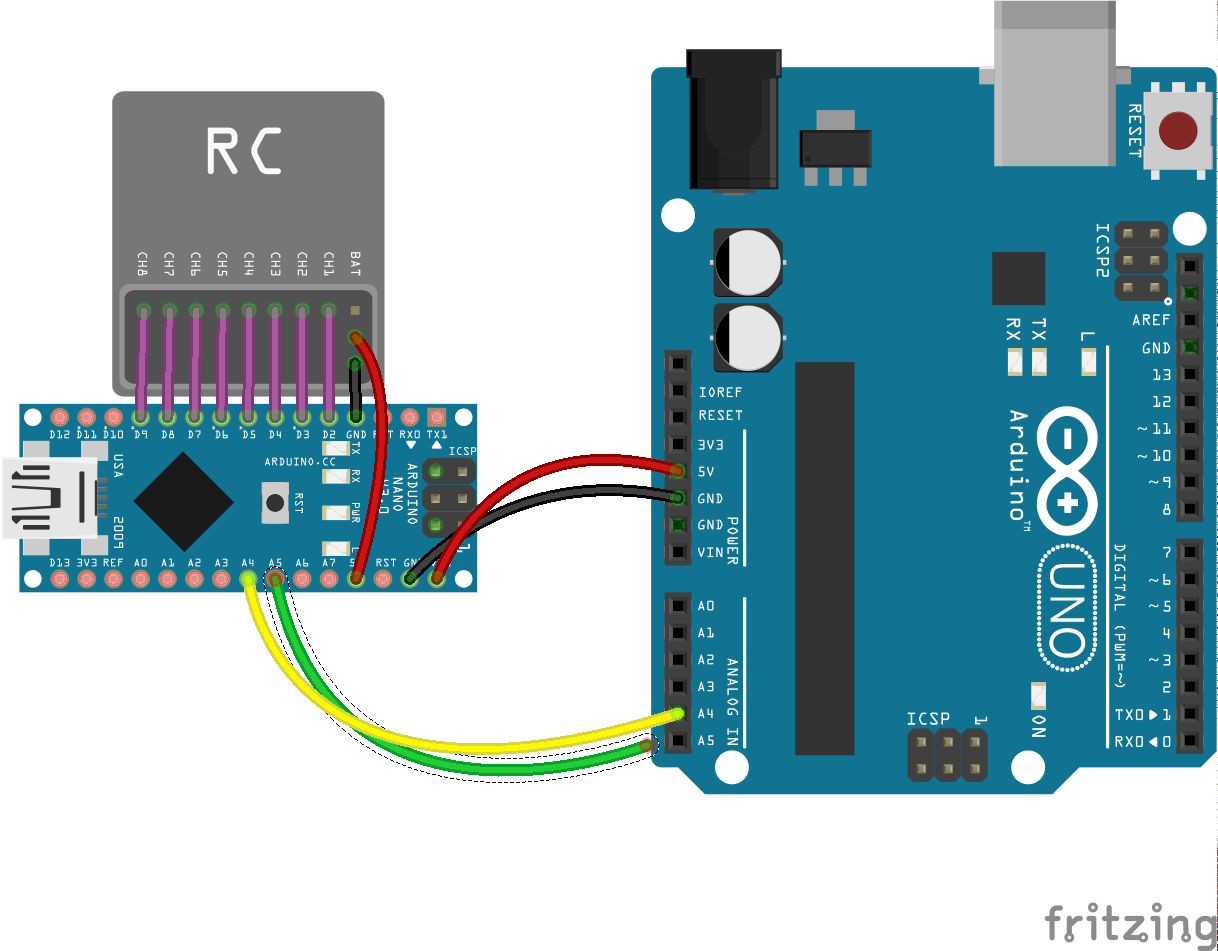 RC
CH8 CH7 CH6 CH5 CH4 CH3 CH2 CH1 BAT
D12 D11 D10 D9 D8 D7 D6 D5 D4 D3 D2 GND RX0 TX1
TX
RX
PWR
L
ARDUINO.CC
RST
USA
2009
ICSP
ARDUINO
NANO
V3.0
1
D13 3V3 REF A0 A1 A2 A3 A4 A5 A6 A7 5 RST GN
RESET
ICSP2
RX TX L
IOREF
RESET
3V3
5V
GND
GND
VIN
POWER
A0
A1
A2
A3
A4
A5
ANALOG IN
AREF
GND
13
12
~11
~10
~9
8
7
~6
~5
4
~3
2
TX0▶1
RX0◀0
DIGITAL (PWM=~)
Arduino™
UNO
ON
ICSP 1
fritzing